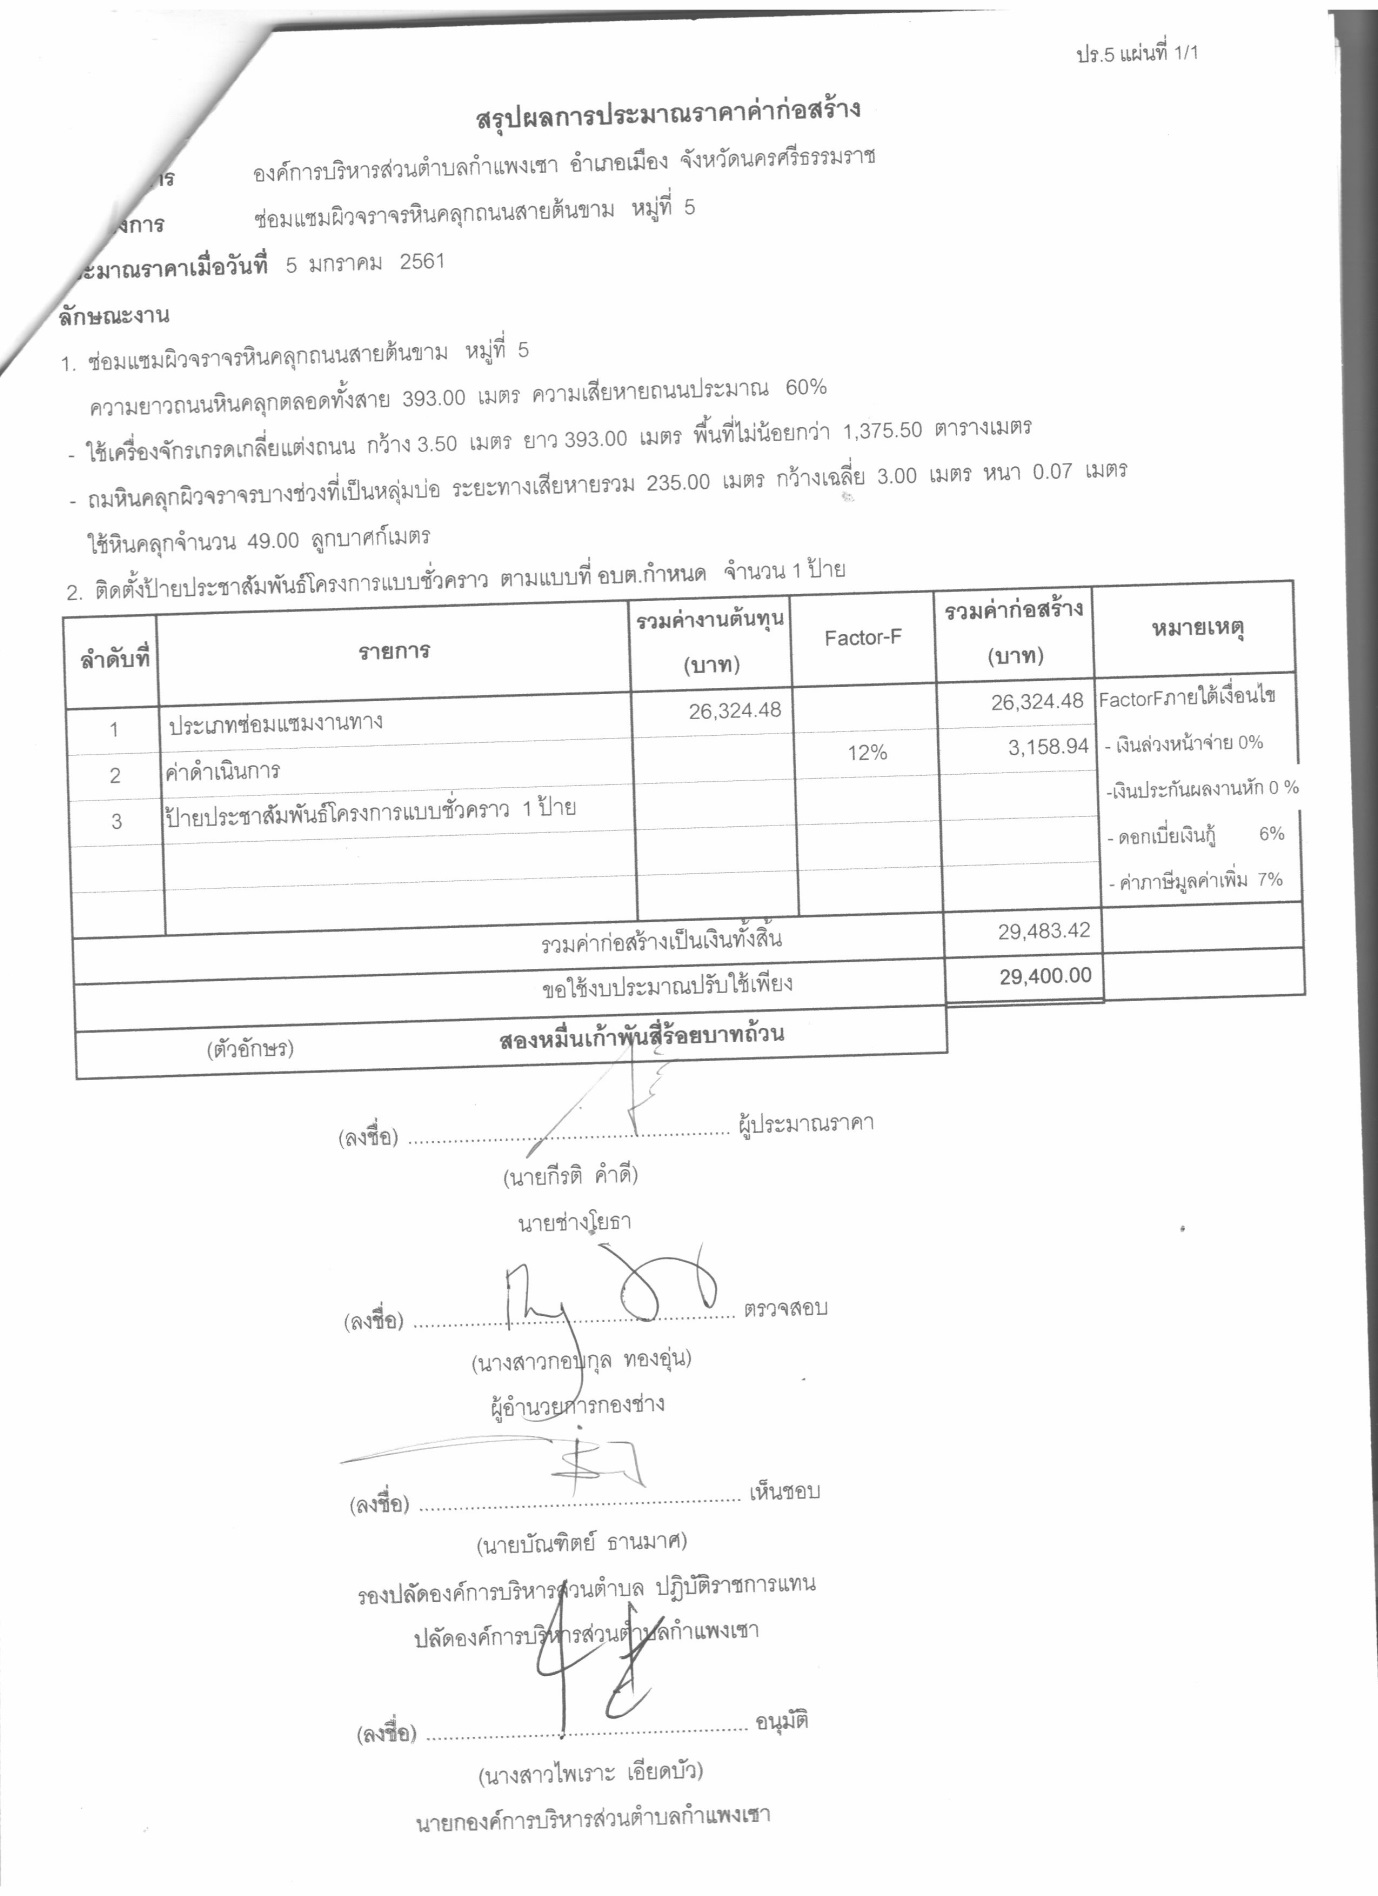 ปร.5 แผ่นที่ 1/1
สรุปผลการประมาณราคาค่าก่อสร้าง
าร องค์การบริหารส่วนตำบลกำแพงเซา อำเภอเมือง จังหวัดนครศรีธรรมราช
งการ ซ่อมแซมผิวจราจรหินคลุกถนนสายต้นขาม หมู่ที่ 5
ระมาณราคาเมื่อวันที่ 5 มกราคม 2561
ลักษณะงาน
1. ซ่อมแซมผิวจราจรหินคลุกถนนสายต้นขาม หมู่ที่ 5
ความยาวถนนหินคลุกตลอดทั้งสาย 393.00 เมตร ความเสียหายถนนประมาณ 60%
- ใช้เครื่องจักรเกรดเกลี่ยแต่งถนน กว้าง 3.50 เมตร ยาว 393.00 เมตร พื้นที่ไม่น้อยกว่า 1,375.50 ตารางเมตร
- ถมหินคลุกผิวจราจรบางช่วงที่เป็นหลุ่มบ่อ ระยะทางเสียหายรวม 235.00 เมตร กว้างเฉลี่ย 3.00 เมตร หนา 0.07 เมตร
ใช้หินคลุกจำนวน 49.00 ลูกบาศก์เมตร
2. ติดตั้งป้ายประชาสัมพันธ์โครงการแบบชั่วคราว ตามแบบที่ อบต.กำหนด จำนวน 1 ป้าย
ลำดับที่ รายการ รวมค่างานต้นทุน (บาท) Factor-F รวมค่าก่อสร้าง (บาท) หมายเหตุ
1 ประเภทซ่อมแซมงานทาง 26,324.48 26,324.48 FactorFภายใต้เงื่อนไข
2 ค่าดำเนินการ 12% 3,158.94 - เงินล่วงหน้าจ่าย 0%
3 ป้ายประชาสัมพันธ์โครงการแบบชั่วคราว 1 ป้าย -เงินประกันผลงานหัก 0 %
- ดอกเบี่ยเงินกู้ 6%
- ค่าภาษีมูลค่าเพิ่ม 7%
รวมค่าก่อสร้างเป็นเงินทั้งสิ้น 29,483.42
ขอใช้งบประมาณปรับใช้เพียง 29,400.00
(ตัวอักษร) สองหมื่นเก้าพันสี่ร้อยบาทถ้วน
(ลงชื่อ) ........................................................ ผู้ประมาณราคา
(นายกีรติ คำดี)
นายช่างโยธา
(ลงชื่อ) ........................................................ ตรวจสอบ
(นางสาวกอบกุล ทองอุ่น)
ผู้อำนวยการกองช่าง
(ลงชื่อ) ........................................................ เห็นชอบ
(นายบัณฑิตย์ ธานมาศ)
รองปลัดองค์การบริหารส่วนตำบล ปฏิบัติราชการแทน
ปลัดองค์การบริหารส่วนตำบลกำแพงเซา
(ลงชื่อ) ........................................................ อนุมัติ
(นางสาวไพเราะ เอียดบัว)
นายกองค์การบริหารส่วนตำบลกำแพงเซา